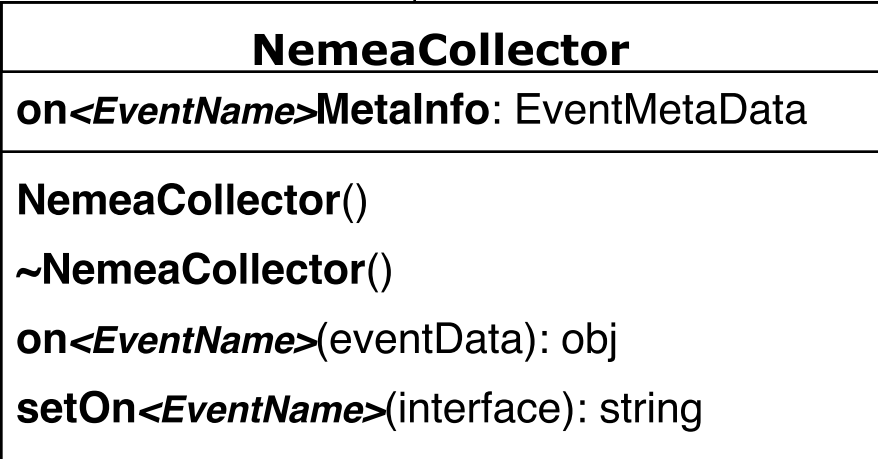 NemeaCollector
on<EventName>MetaInfo: EventMetaData
NemeaCollector()
~NemeaCollector()
on<EventName>(eventData): obj
setOn<EventName>(interface): string